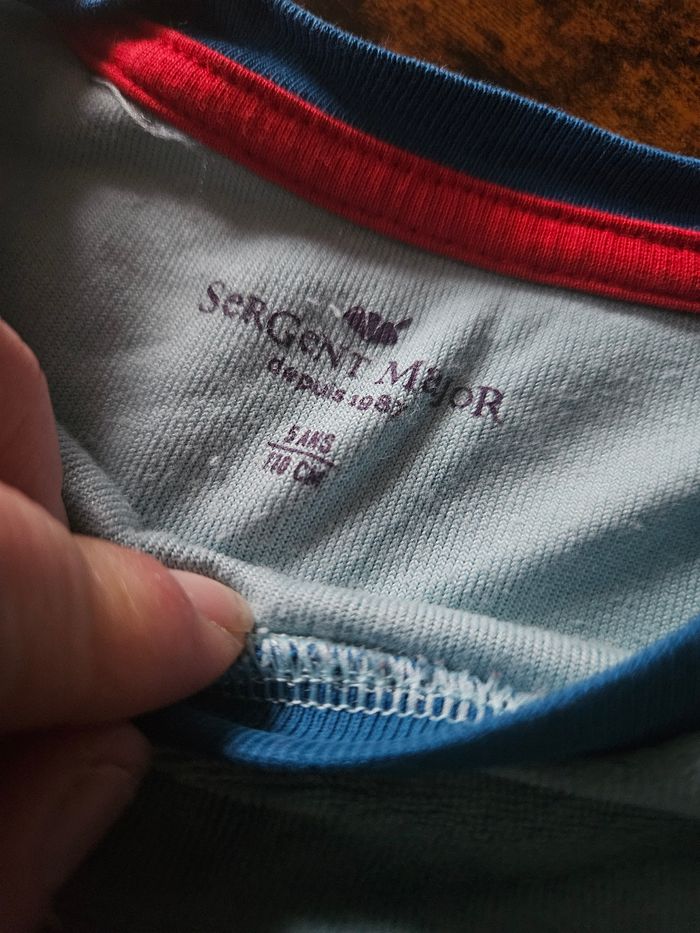 SeRGeNT MaJoR
depuis 1987
5 ANS
110 CM